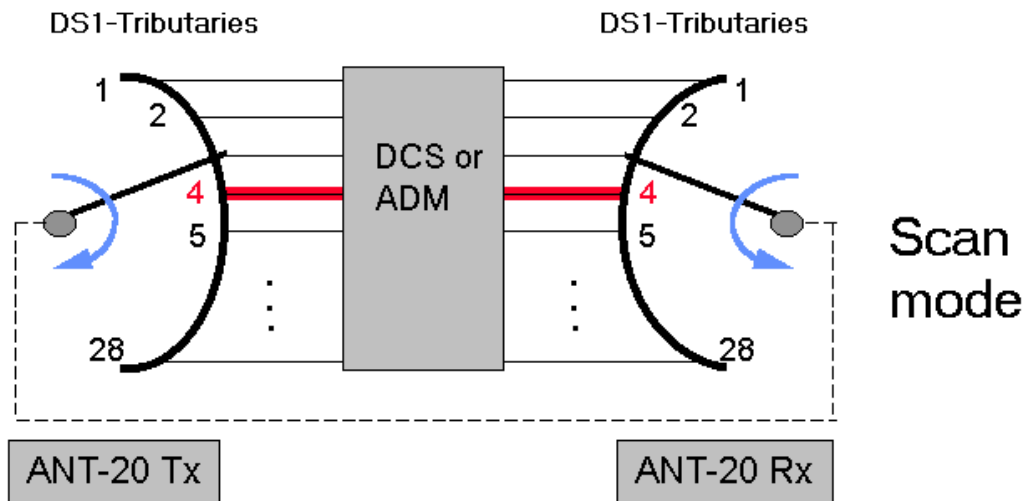 DS1-Tributaries
DS1-Tributaries
1
2
4
5
28
DCS or
ADM
1
2
4
5
28
Scan
mode
ANT-20 Tx
ANT-20 Rx